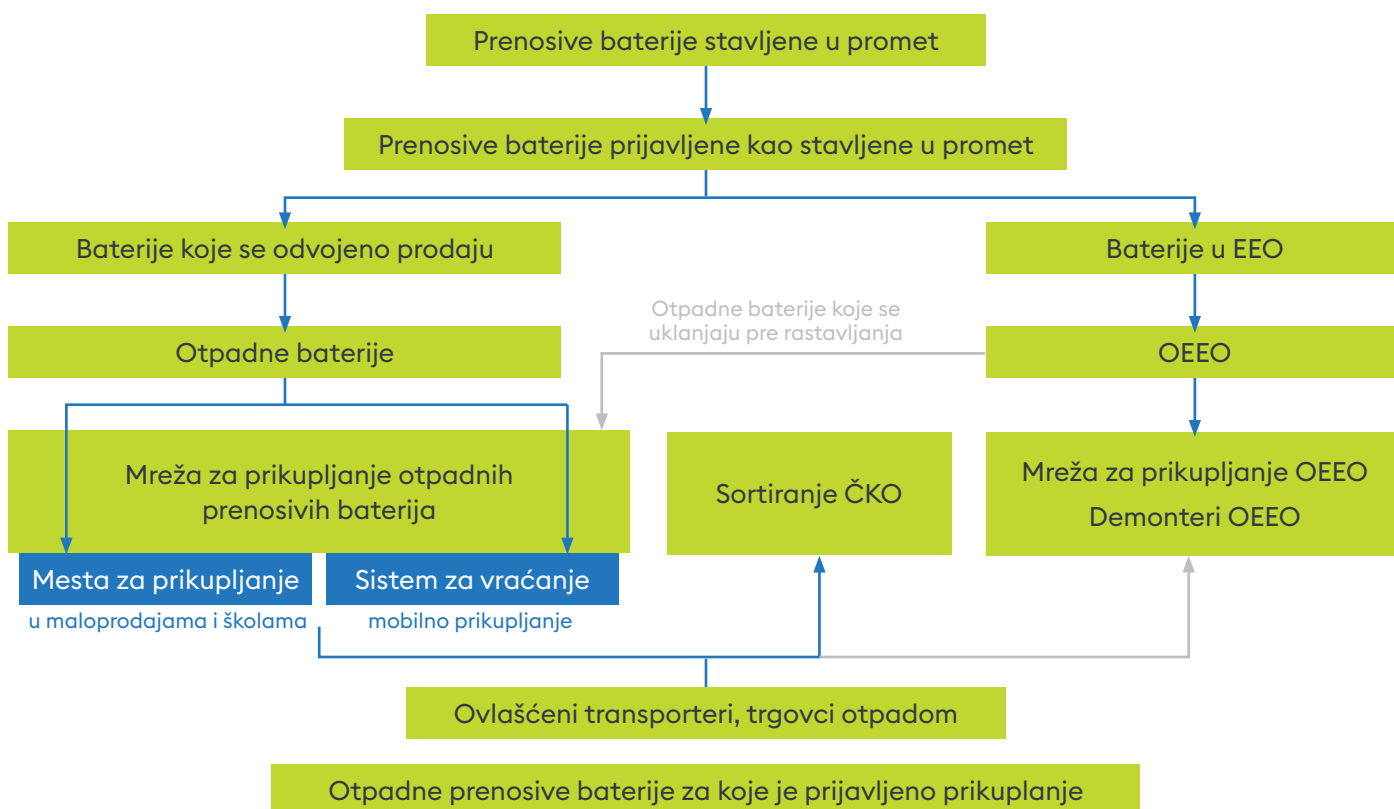 Prenosive baterije stavljene u promet
Prenosive baterije prijavljene kao stavljene u promet
Baterije koje se odvojeno prodaju
Baterije u EEO
Otpadne baterije koje se
uklanjaju pre rastavljanja
Otpadne baterije
OEEO
Mreža za prikupljanje otpadnih
prenosivih baterija
Sortiranje ČKO
Mreža za prikupljanje OEEO
Demonteri OEEO
Mesta za prikupljanje
Sistem za vraćanje
u maloprodajama i školama
mobilno prikupljanje
Ovlašćeni transporteri, trgovci otpadom
Otpadne prenosive baterije za koje je prijavljeno prikuplanje